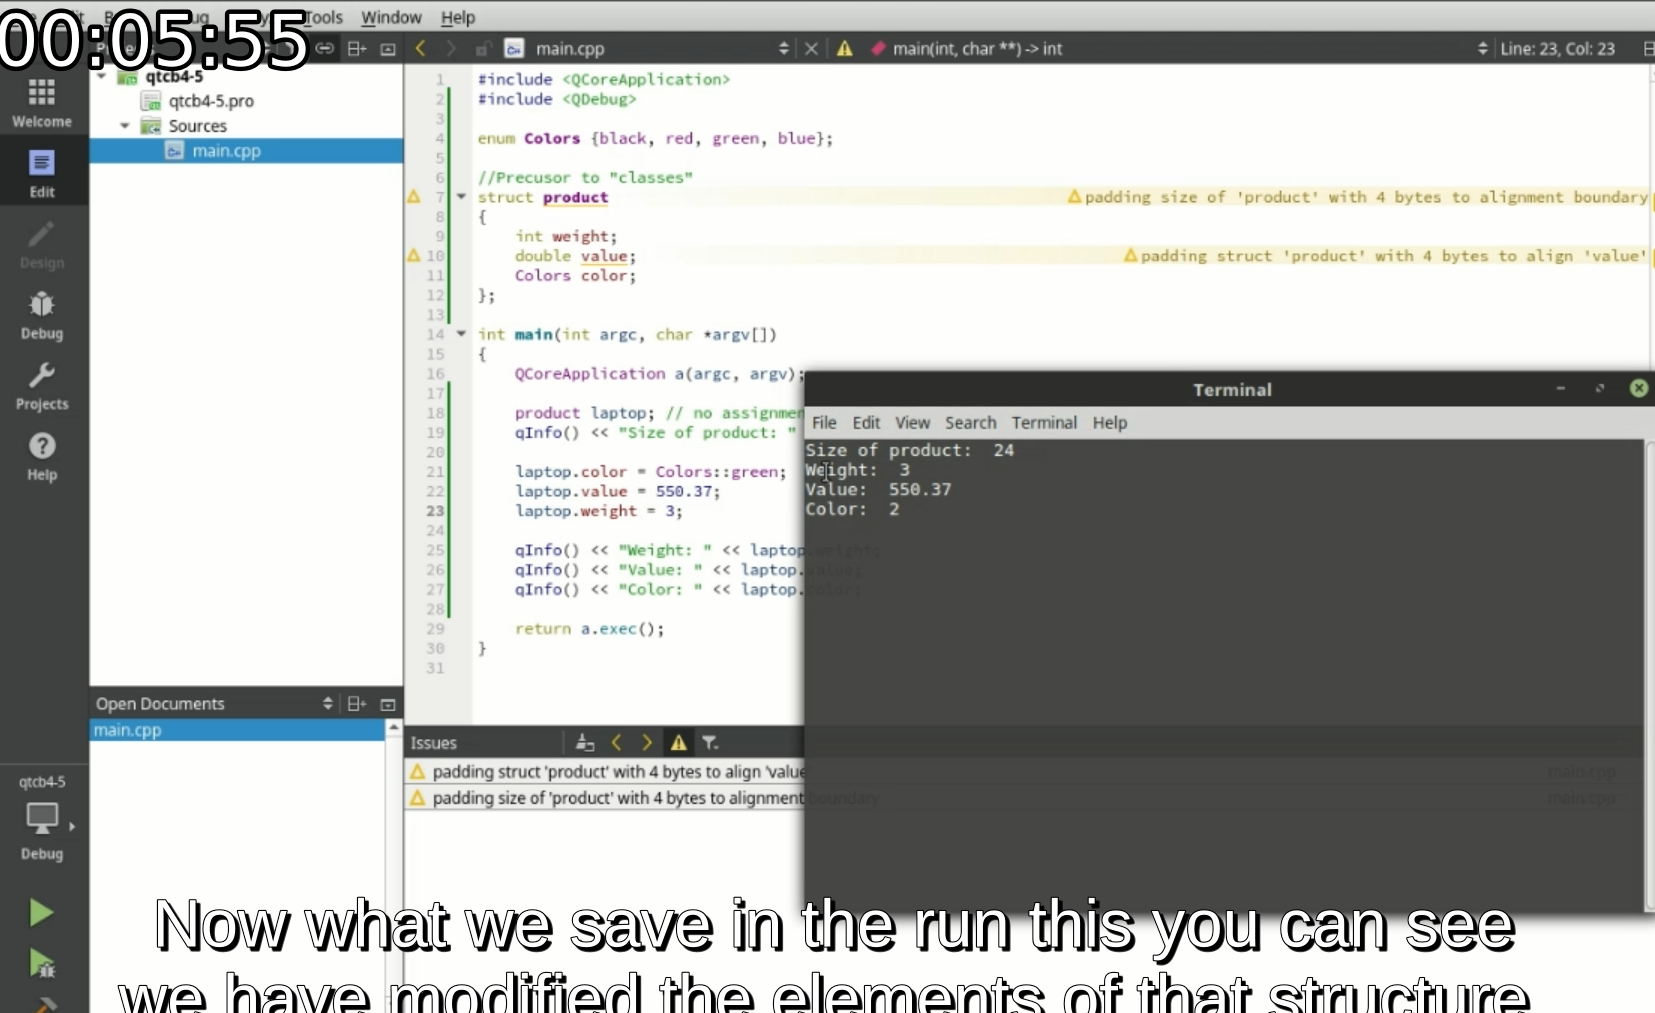 Tools Window Help
00:05:55
main.cpp
main(int, char **) -> int
Line: 23, Col: 23
Welcome
Edit
Design
Debug
Projects
Help
qtcb4-5
qtcb4-5.pro
Sources
main.cpp
1 #include <QCoreApplication>
2 #include <QDebug>
3
4 enum Colors {black, red, green, blue};
5
6 //Precusor to "classes"
7 struct product
padding size of 'product' with 4 bytes to alignment boundary
8 {
9 int weight;
10 double value;
padding struct 'product' with 4 bytes to align 'value'
11 Colors color;
12 };
13
14 int main(int argc, char *argv[])
15 {
16 QCoreApplication a(argc, argv);
17
18 product laptop; // no assignmen
19 qInfo() << "Size of product: "
20
21 laptop.color = Colors::green;
22 laptop.value = 550.37;
23 laptop.weight = 3;
24
25 qInfo() << "Weight: " << laptop.weight;
26 qInfo() << "Value: " << laptop.value;
27 qInfo() << "Color: " << laptop.color;
28
29 return a.exec();
30 }
31
Terminal
File Edit View Search Terminal Help
Size of product:  24
Weight:  3
Value:  550.37
Color:  2
Open Documents
main.cpp
Issues
padding struct 'product' with 4 bytes to align 'value
main.cpp
padding size of 'product' with 4 bytes to alignment boundary
main.cpp
qtcb4-5
Debug
Now what we save in the run this you can see
we have modified the elements of that structure